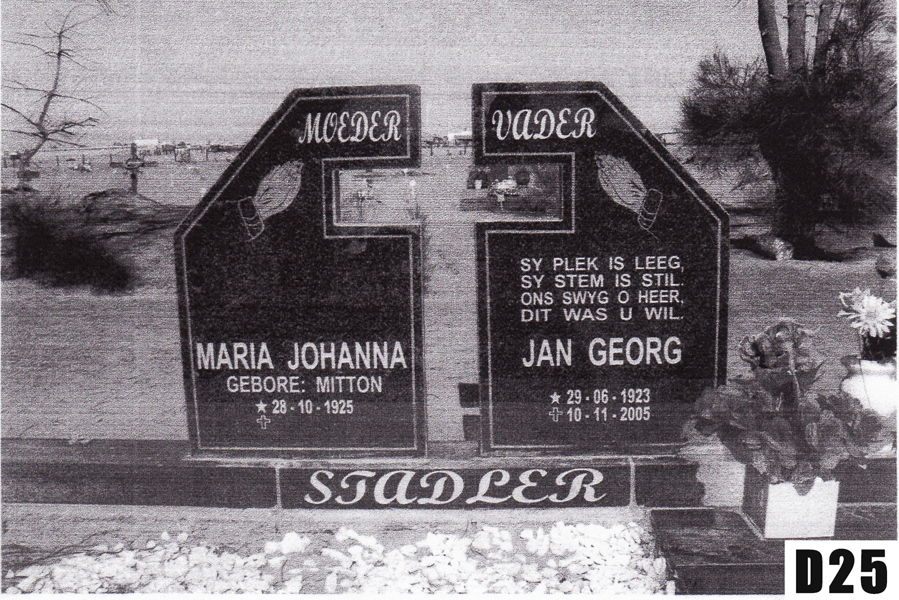 MOEDER
MARIA JOHANNA
GEBORE: MITTON
★ 28 - 10 - 1925
✝
VADER
SY PLEK IS LEEG,
SY STEM IS STIL.
ONS SWYG O HEER,
DIT WAS U WIL.
JAN GEORG
★ 29 - 06 - 1923
✝ 10 - 11 - 2005
STADLER
D25